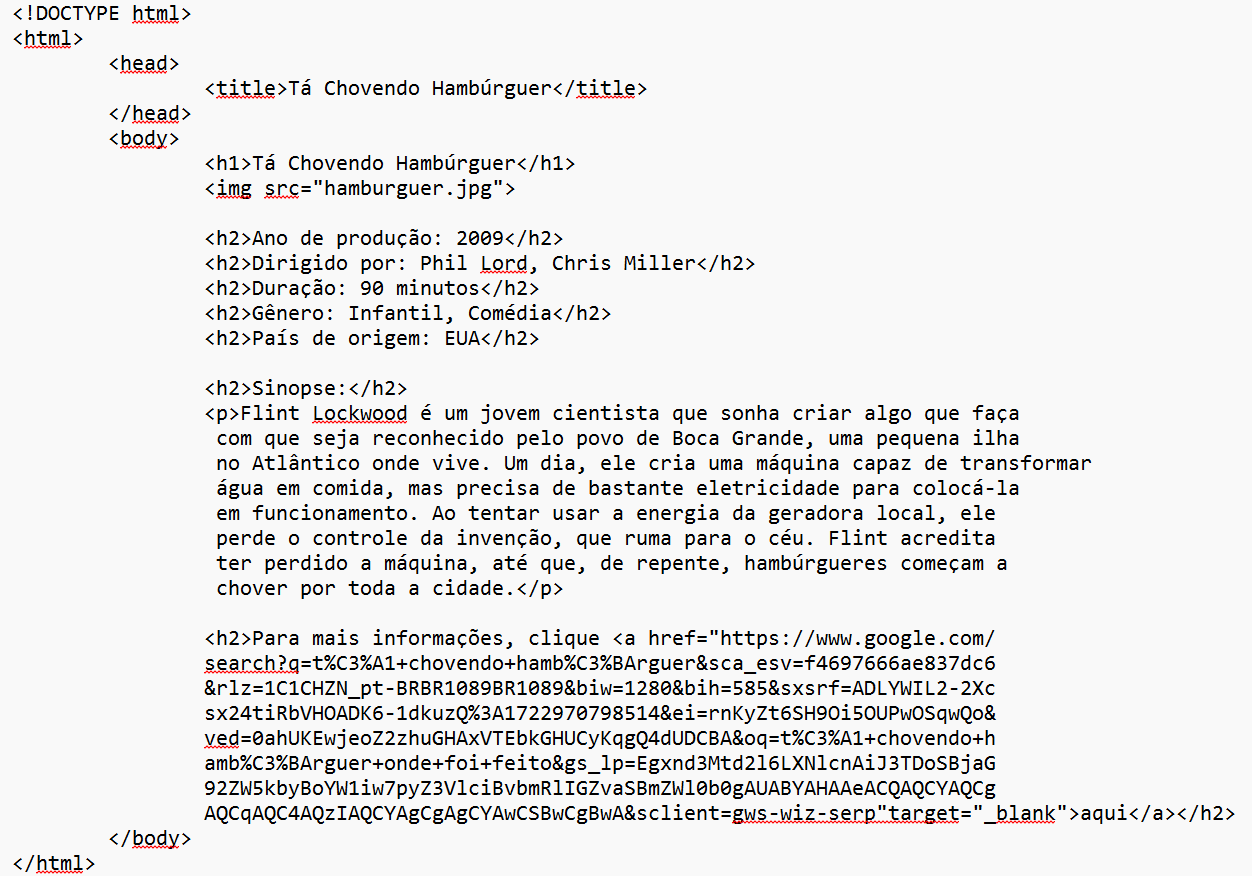 <!DOCTYPE html>
<html>
<head>
<title>Tá Chovendo Hambúrguer</title>
</head>
<body>
<h1>Tá Chovendo Hambúrguer</h1>
<img src="hamburguer.jpg">
<h2>Ano de produção: 2009</h2>
<h2>Dirigido por: Phil Lord, Chris Miller</h2>
<h2>Duração: 90 minutos</h2>
<h2>Gênero: Infantil, Comédia</h2>
<h2>País de origem: EUA</h2>
<h2>Sinopse:</h2>
<p>Flint Lockwood é um jovem cientista que sonha criar algo que faça
com que seja reconhecido pelo povo de Boca Grande, uma pequena ilha
no Atlântico onde vive. Um dia, ele cria uma máquina capaz de transformar
água em comida, mas precisa de bastante eletricidade para colocá-la
em funcionamento. Ao tentar usar a energia da geradora local, ele
perde o controle da invenção, que ruma para o céu. Flint acredita
ter perdido a máquina, até que, de repente, hambúrgueres começam a
chover por toda a cidade.</p>
<h2>Para mais informações, clique <a href="https://www.google.com/
search?q=t%C3%A1+chovendo+hamb%C3%BArguer&sca_esv=f4697666ae837dc6
&rlz=1C1CHZN_pt-BRBR1089BR1089&biw=1280&bih=585&sxsrf=ADLYWIL2-2Xc
sx24tiRbVHOADK6-1dkuzQ%3A1722970798514&ei=rnKyZt6SH9Oi5OUPwOSqwQo&
ved=0ahUKEwjeoZ2zhuGHAxVTEbkGHUCyKqgQ4dUDCBA&oq=t%C3%A1+chovendo+h
amb%C3%BArguer+onde+foi+feito&gs_lp=Egxnd3Mtd2l6LXNlcnAiJ3TDoSBjaG
92ZW5kbyBoYW1iw7pyZ3VlciBvbmRlIGZvaSBmZWl0b0gAUABYAHAAeACQAQCYAQCg
AQCqAQC4AQzIAQCYAgCgAgCYAwCSBwCgBwA&sclient=gws-wiz-serp"target="_blank">aqui</a></h2>
</body>
</html>